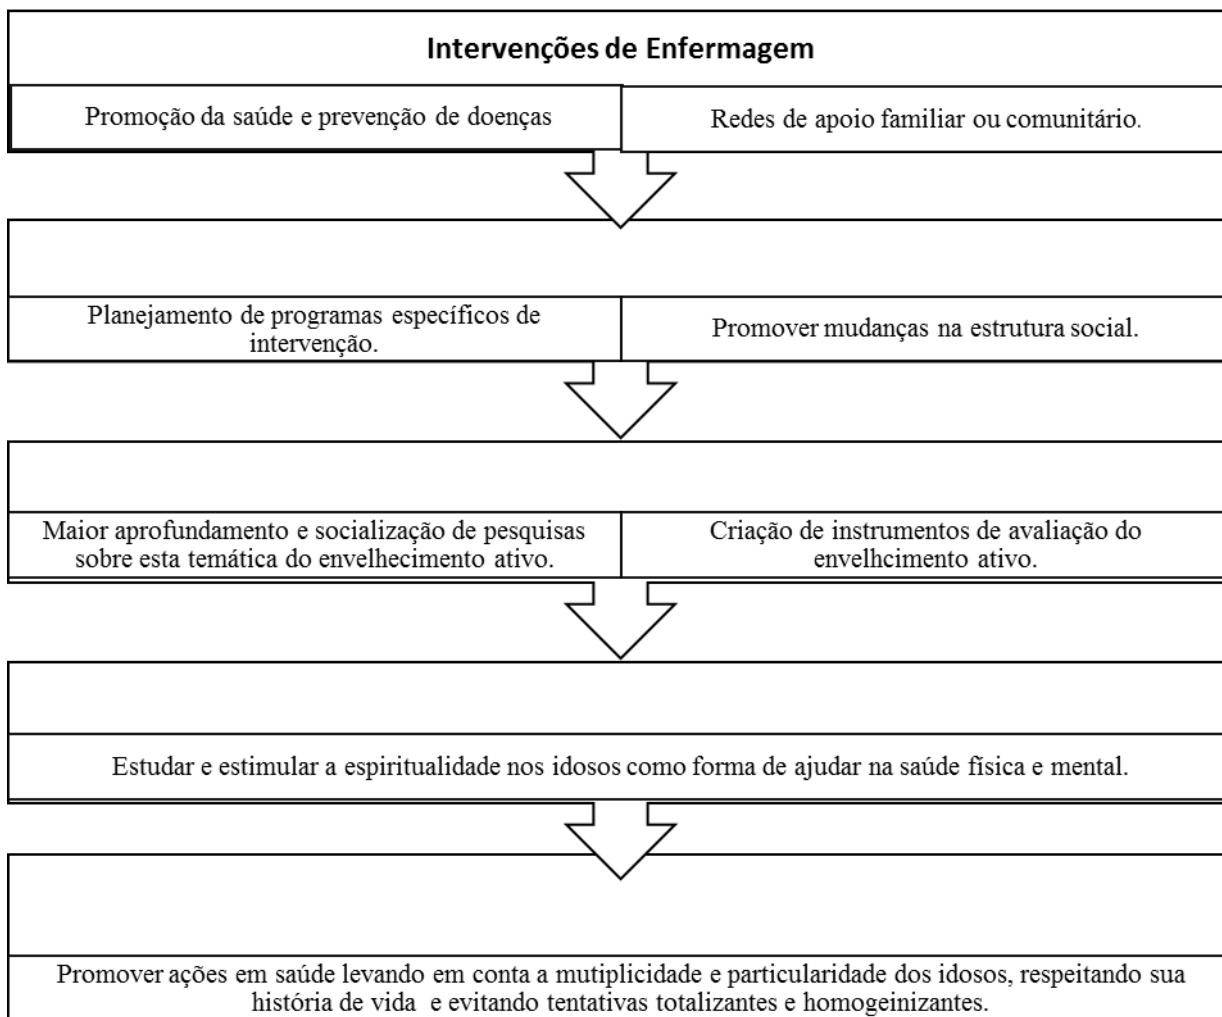 Intervenções de Enfermagem
Promoção da saúde e prevenção de doenças
Redes de apoio familiar ou comunitário.
Planejamento de programas específicos de
intervenção.
Promover mudanças na estrutura social.
Maior aprofundamento e socialização de pesquisas
sobre esta temática do envelhecimento ativo.
Criação de instrumentos de avaliação do
envelhcimento ativo.
Estudar e estimular a espiritualidade nos idosos como forma de ajudar na saúde física e mental.
Promover ações em saúde levando em conta a mutiplicidade e particularidade dos idosos, respeitando sua
história de vida e evitando tentativas totalizantes e homogeinizantes.